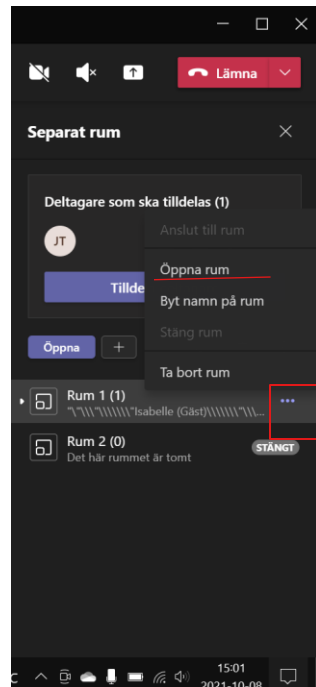 Lämna
Separat rum
Deltagare som ska tilldelas (1)
JT
Anslut till rum
Öppna rum
Tillde
Byt namn på rum
Stäng rum
Öppna
Ta bort rum
Rum 1 (1)
"\"\\\"\\\\\\\"Isabelle (Gäst)\\\\\\\"\\\...
Rum 2 (0)
Det här rummet är tomt
STÄNGT
15:01
2021-10-08